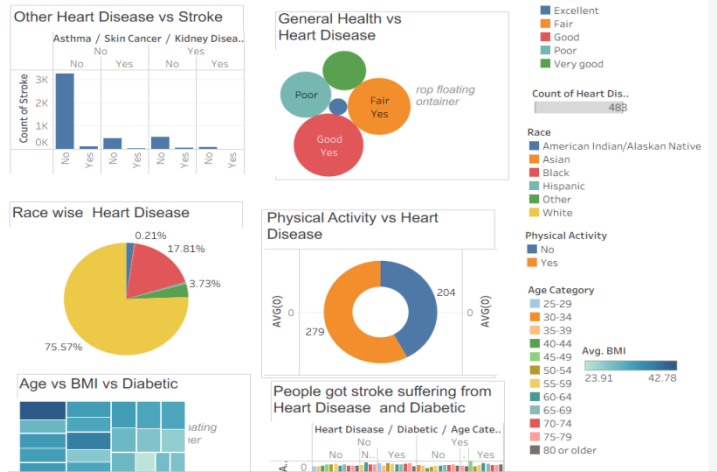 Other Heart Disease vs Stroke
Asthma / Skin Cancer / Kidney Disea..
No Yes
No Yes No Yes
Count of Stroke
3K
2K
1K
0K
No Yes No Yes No Yes No Yes
General Health vs
Heart Disease
Poor
Fair
Yes
Good
Yes
rop floating
ontainer
Excellent
Fair
Good
Poor
Very good
Count of Heart Dis..
483
Race
American Indian/Alaskan Native
Asian
Black
Hispanic
Other
White
Physical Activity
No
Yes
Age Category
25-29
30-34
35-39
40-44
45-49
50-54
55-59
60-64
65-69
70-74
75-79
80 or older
Avg. BMI
23.91 42.78
Race wise Heart Disease
0.21%
17.81%
3.73%
75.57%
Physical Activity vs Heart
Disease
AVG(0)
0
204
279
0
AVG(0)
Age vs BMI vs Diabetic
ating
er
People got stroke suffering from
Heart Disease and Diabetic
Heart Disease / Diabetic / Age Cate..
No Yes
No N.. Yes No Yes
A..
0